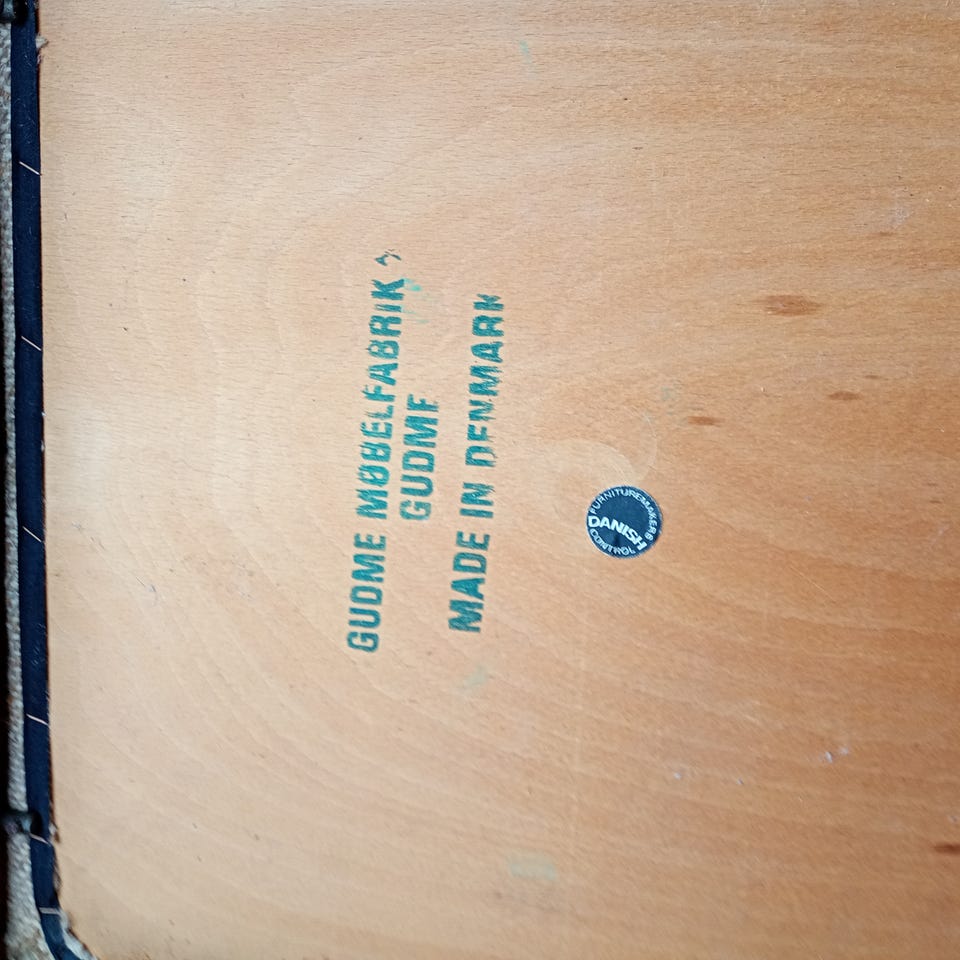 GUDME MØBELFABRIK
GUDME
MADE IN DENMARK
FURNITUREMAKERS
DANISH
CONTROL